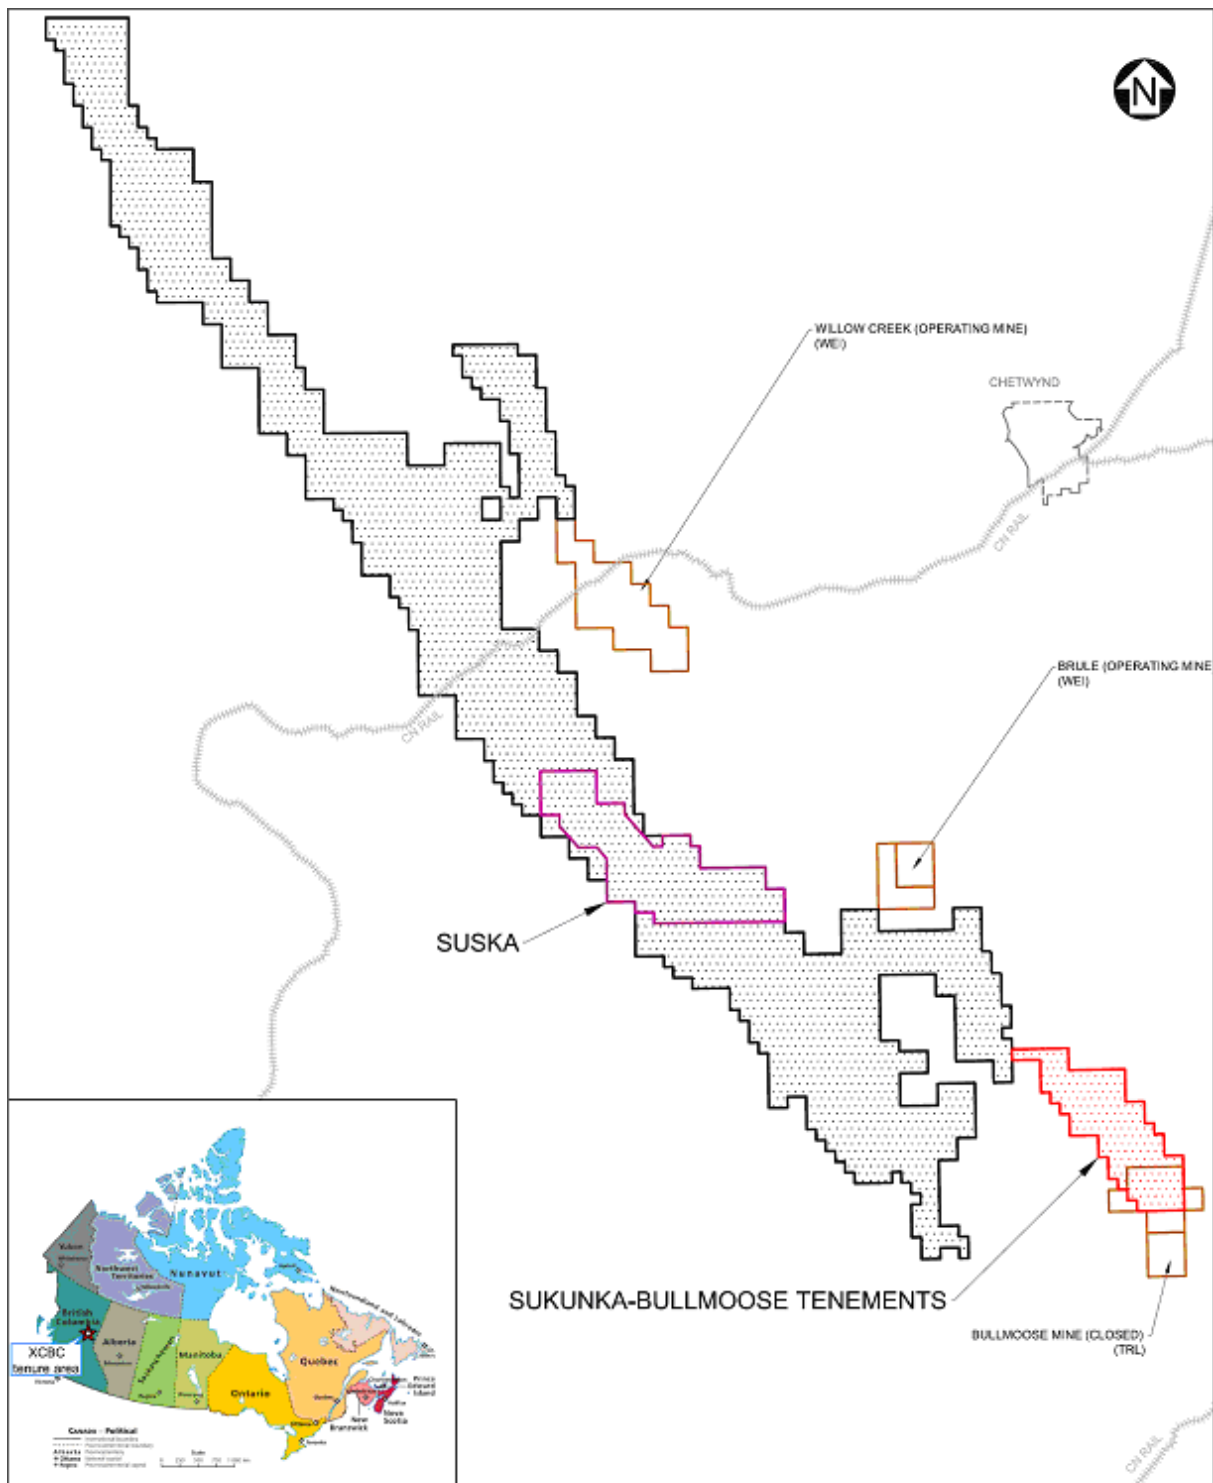 N
WILLOW CREEK (OPERATING MINE)
(WEI)
CHETWYND
CN RAIL
BRULE (OPERATING MINE
(WEI)
CN RAIL
SUSKA
SUKUNKA-BULLMOOSE TENEMENTS
BULLMOOSE MINE (CLOSED)
(TRL)
CN RAIL
Yukon
Northwest
Territories
Nunavut
Newfoundland and Labrador
British
Columbia
Alberta
Saskatchewan
Manitoba
Ontario
Quebec
Prince
Edward
Island
New
Brunswick
Nova
Scotia
XCBC
tenure area
Canada - Political
Scale